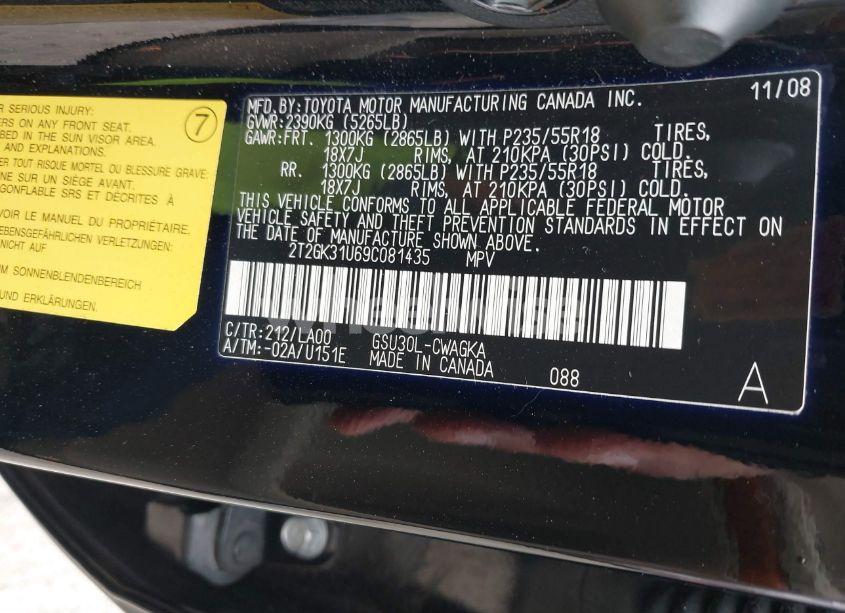 R SERIOUS INJURY:
ERS ON ANY FRONT SEAT.
M OF THE SUN VISOR AREA.
AND EXPLANATIONS.
ER TOUT RISQUE MORTEL OU BLESSURE GRAVE:
NE SUR UN SIÈGE AVANT.
GONFLABLE SRS ET DÉCRITES À
VOIR LE MANUEL DU PROPRIÉTAIRE.
EBENSGEFÄHRLICHEN VERLETZUNGEN:
NICHT AUF
M SONNENBLENDENBEREICH
UND ERKLÄRUNGEN.
7
MFD. BY: TOYOTA MOTOR MANUFACTURING CANADA INC. 11/08
GVWR: 2390KG (5265LB)
GAWR: FRT. 1300KG (2865LB) WITH P235/55R18 TIRES,
18X7J RIMS, AT 210KPA (30PSI) COLD.
RR. 1300KG (2865LB) WITH P235/55R18 TIRES,
18X7J RIMS, AT 210KPA (30PSI) COLD.
THIS VEHICLE CONFORMS TO ALL APPLICABLE FEDERAL MOTOR
VEHICLE SAFETY AND THEFT PREVENTION STANDARDS IN EFFECT ON
THE DATE OF MANUFACTURE SHOWN ABOVE.
2T2GK31U69C081435 MPV
C/TR: 212/LA00 GSU30L-CWAGKA
A/TM: -02A/U151E MADE IN CANADA
088 A